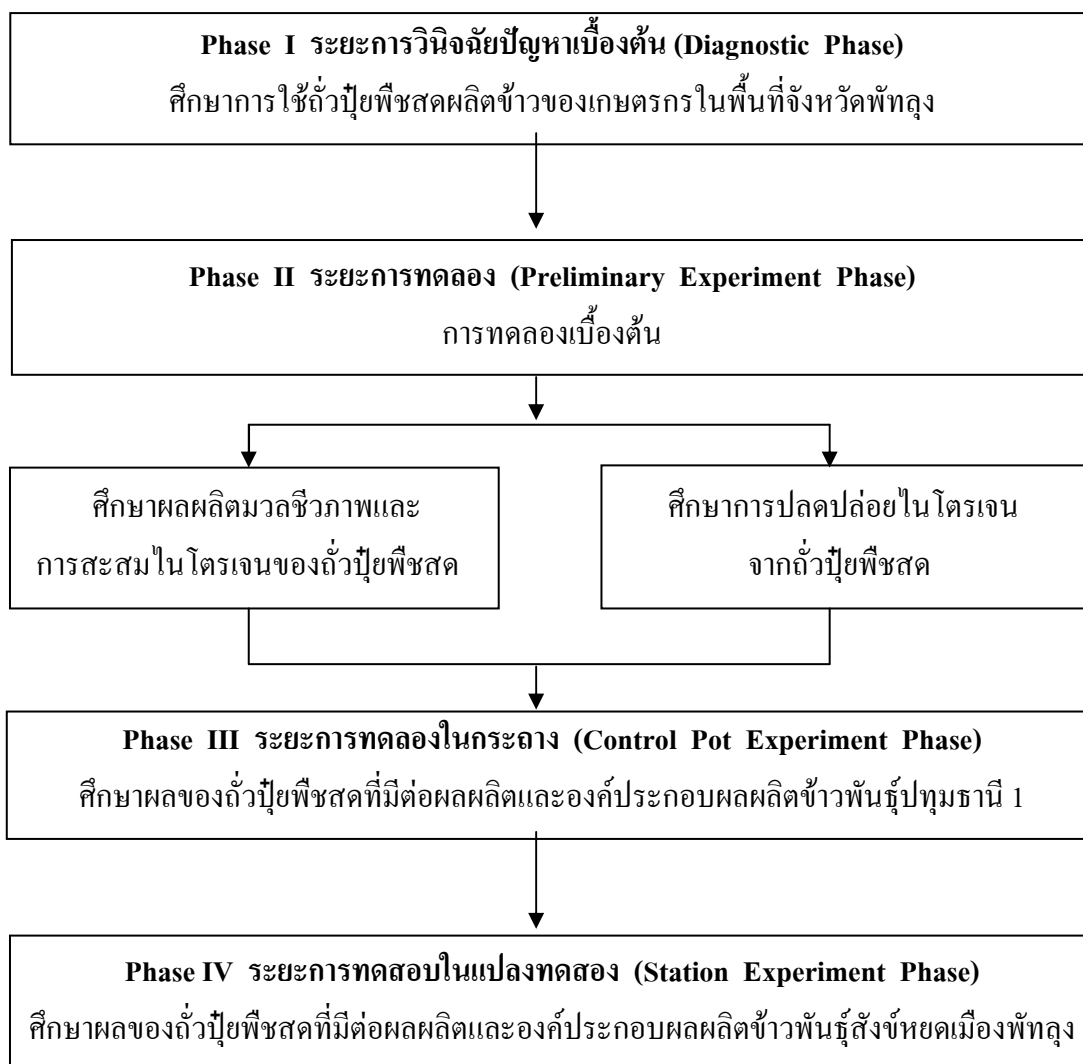 Phase I ระยะการวินิจฉัยปัญหาเบื้องต้น (Diagnostic Phase)
ศึกษาการใช้ถั่วปุ๋ยพืชสดผลิตข้าวของเกษตรกรในพื้นที่จังหวัดพัทลุง
Phase II ระยะการทดลอง (Preliminary Experiment Phase)
การทดลองเบื้องต้น
ศึกษาผลผลิตมวลชีวภาพและ
การสะสมไนโตรเจนของถั่วปุ๋ยพืชสด
ศึกษาการปลดปล่อยไนโตรเจน
จากถั่วปุ๋ยพืชสด
Phase III ระยะการทดลองในกระถาง (Control Pot Experiment Phase)
ศึกษาผลของถั่วปุ๋ยพืชสดที่มีต่อผลผลิตและองค์ประกอบผลผลิตข้าวพันธุ์ปทุมธานี 1
Phase IV ระยะการทดสอบในแปลงทดสอง (Station Experiment Phase)
ศึกษาผลของถั่วปุ๋ยพืชสดที่มีต่อผลผลิตและองค์ประกอบผลผลิตข้าวพันธุ์สังข์หยดเมืองพัทลุง